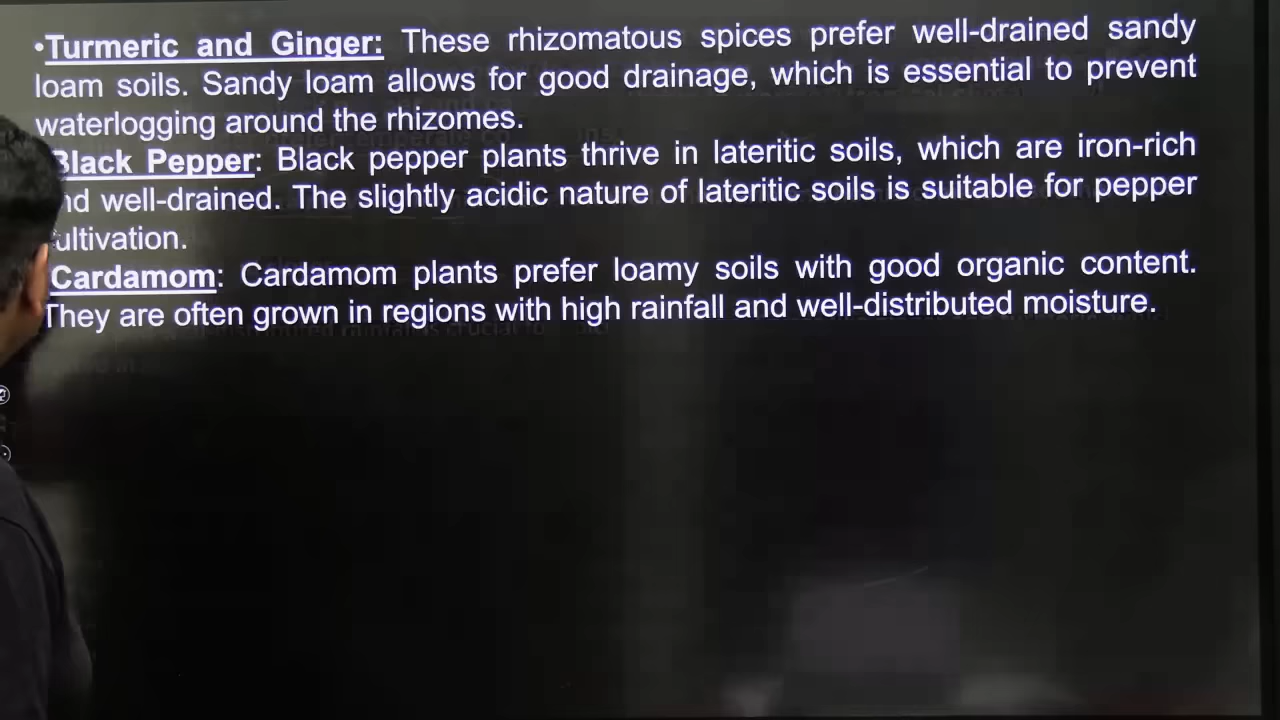 •Turmeric and Ginger: These rhizomatous spices prefer well-drained sandy
loam soils. Sandy loam allows for good drainage, which is essential to prevent
waterlogging around the rhizomes.
Black Pepper: Black pepper plants thrive in lateritic soils, which are iron-rich
and well-drained. The slightly acidic nature of lateritic soils is suitable for pepper
cultivation.
Cardamom: Cardamom plants prefer loamy soils with good organic content.
They are often grown in regions with high rainfall and well-distributed moisture.